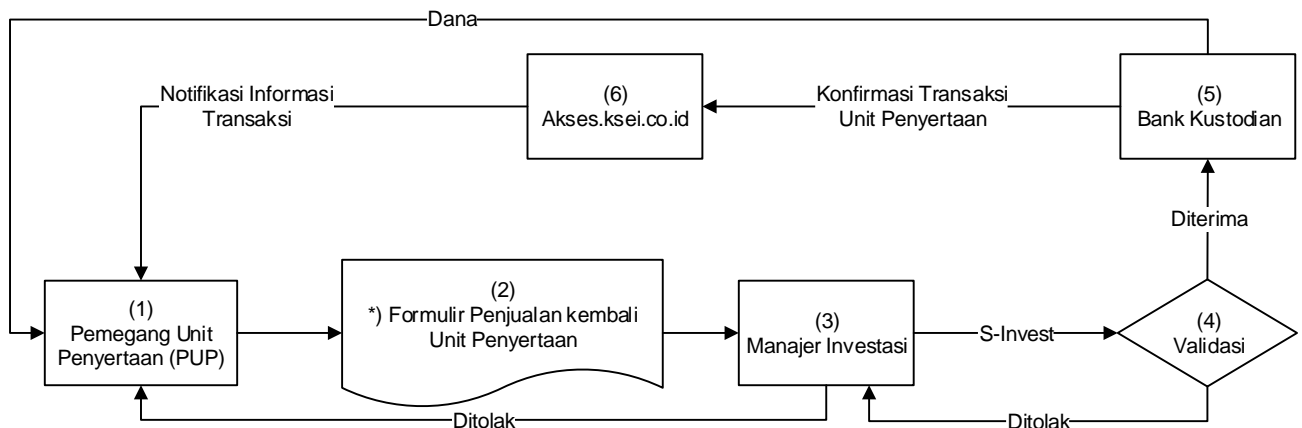 Dana
Notifikasi Informasi
Transaksi
(6)
Akses.ksei.co.id
Konfirmasi Transaksi
Unit Penyertaan
(5)
Bank Kustodian
Diterima
(1)
Pemegang Unit
Penyertaan (PUP)
(2)
*) Formulir Penjualan kembali
Unit Penyertaan
(3)
Manajer Investasi
S-Invest
(4)
Validasi
Ditolak
Ditolak